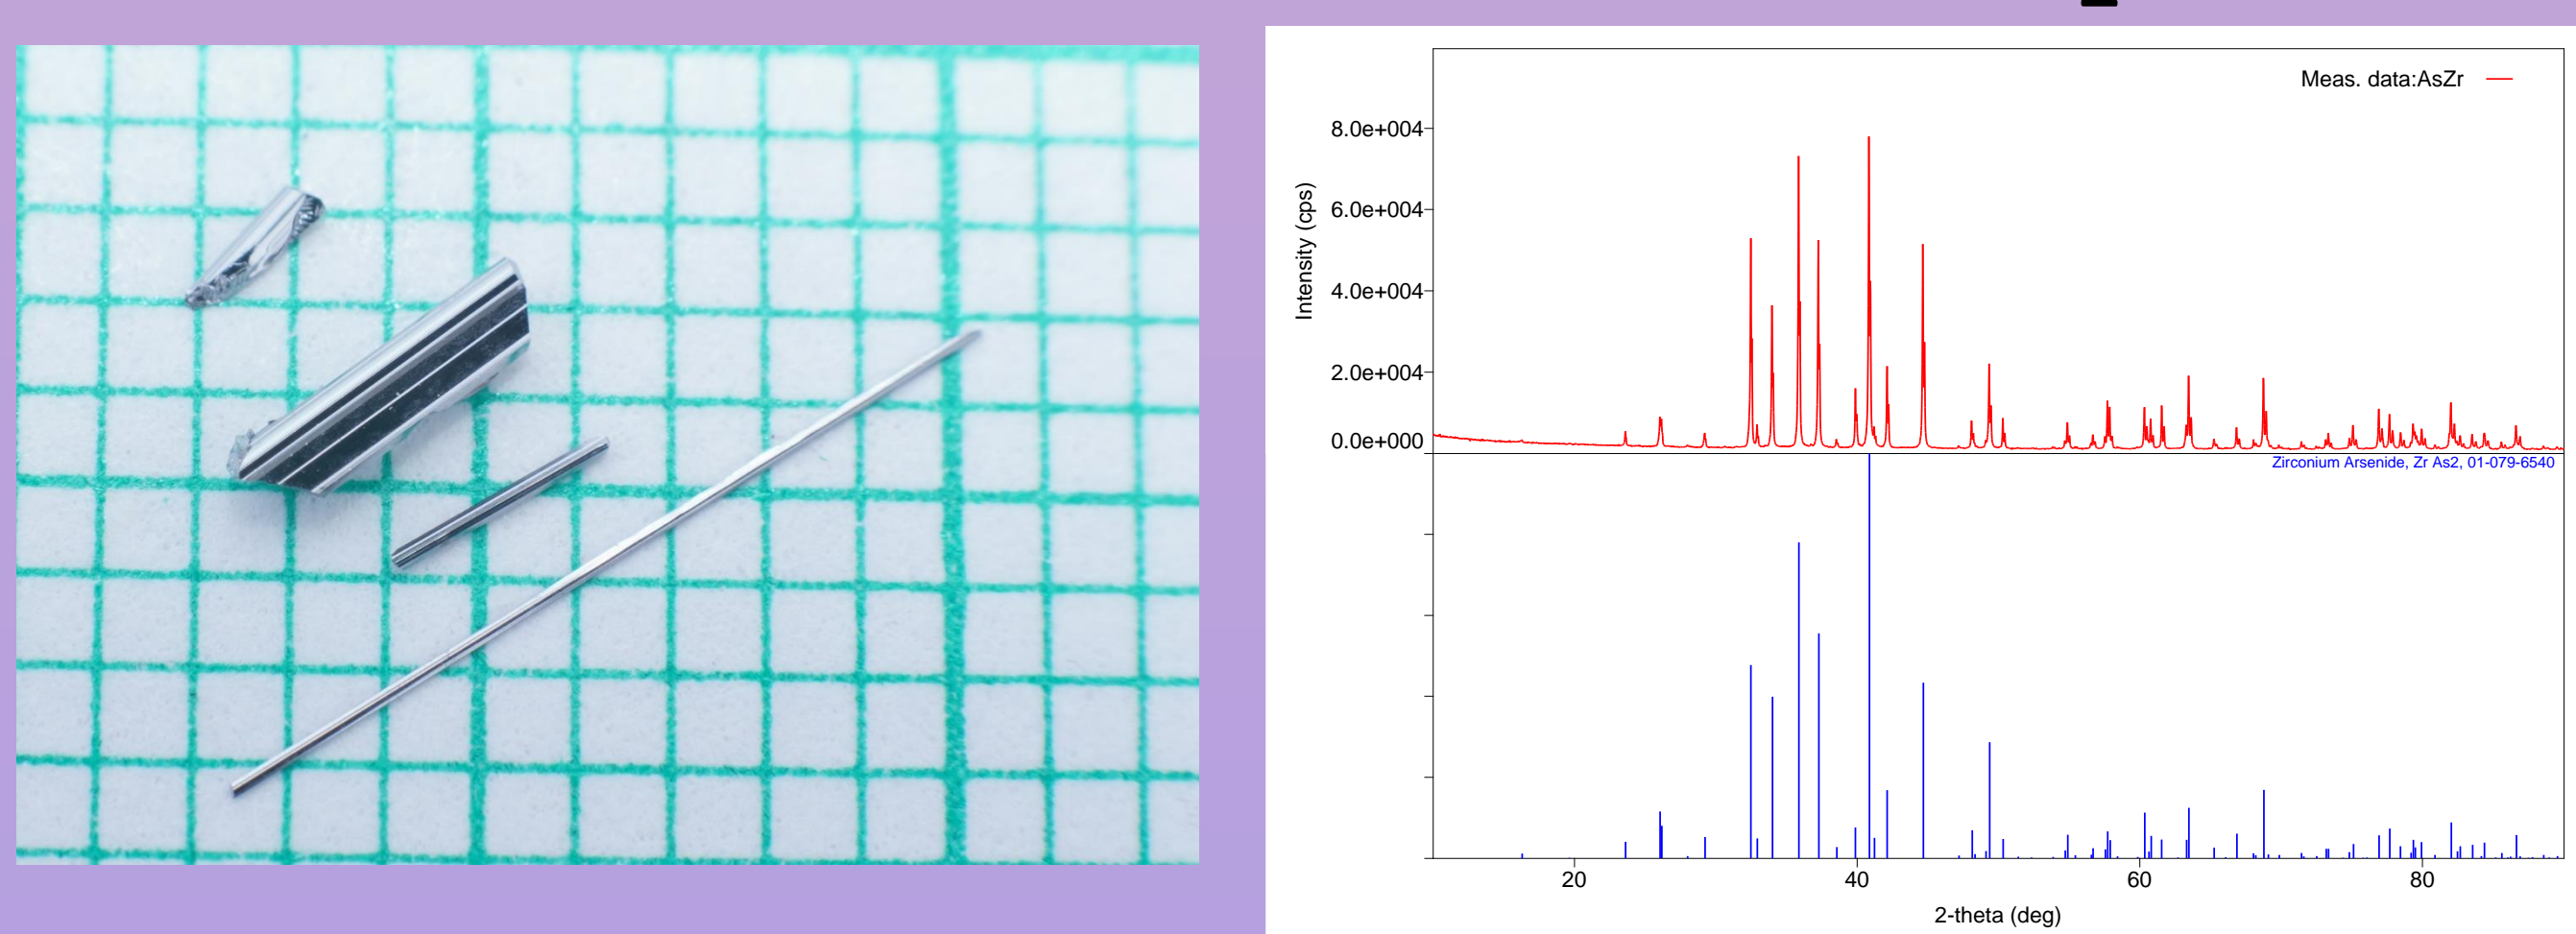 Meas. data:AsZr
8.0e+004
6.0e+004
4.0e+004
2.0e+004
0.0e+000
Intensity (cps)
Zirconium Arsenide, Zr As2, 01-079-6540
20 40 60 80
2-theta (deg)